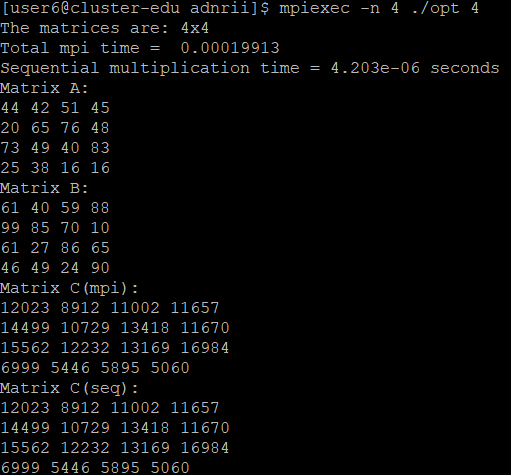 [user6@cluster-edu adnrii]$ mpiexec -n 4 ./opt 4
The matrices are: 4x4
Total mpi time =  0.00019913
Sequential multiplication time = 4.203e-06 seconds
Matrix A:
44 42 51 45
20 65 76 48
73 49 40 83
25 38 16 16
Matrix B:
61 40 59 88
99 85 70 10
61 27 86 65
46 49 24 90
Matrix C(mpi):
12023 8912 11002 11657
14499 10729 13418 11670
15562 12232 13169 16984
6999 5446 5895 5060
Matrix C(seq):
12023 8912 11002 11657
14499 10729 13418 11670
15562 12232 13169 16984
6999 5446 5895 5060